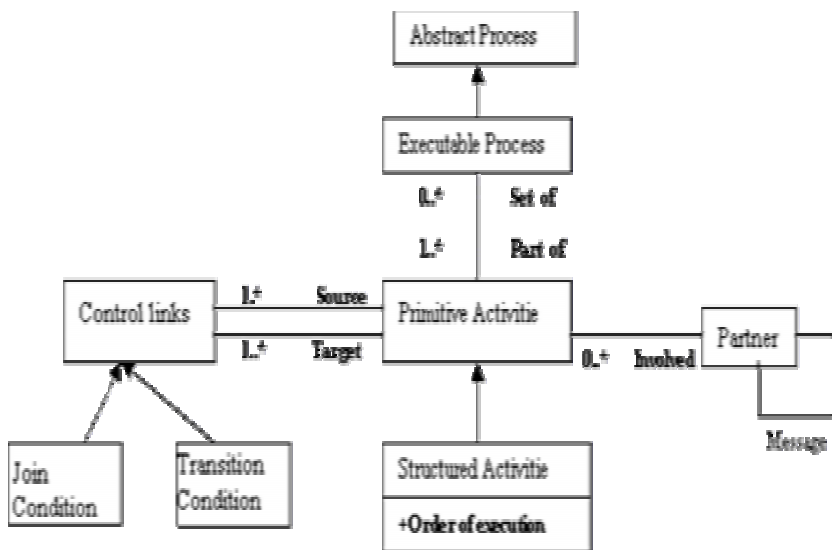 Abstract Process
Executable Process
0..* Set of
1..* Part of
Control links
1.* Source
1..* Target
Primitive Activitie
0..* Involved
Partner
Message
Join
Condition
Transition
Condition
Structured Activitie
+Order of execution